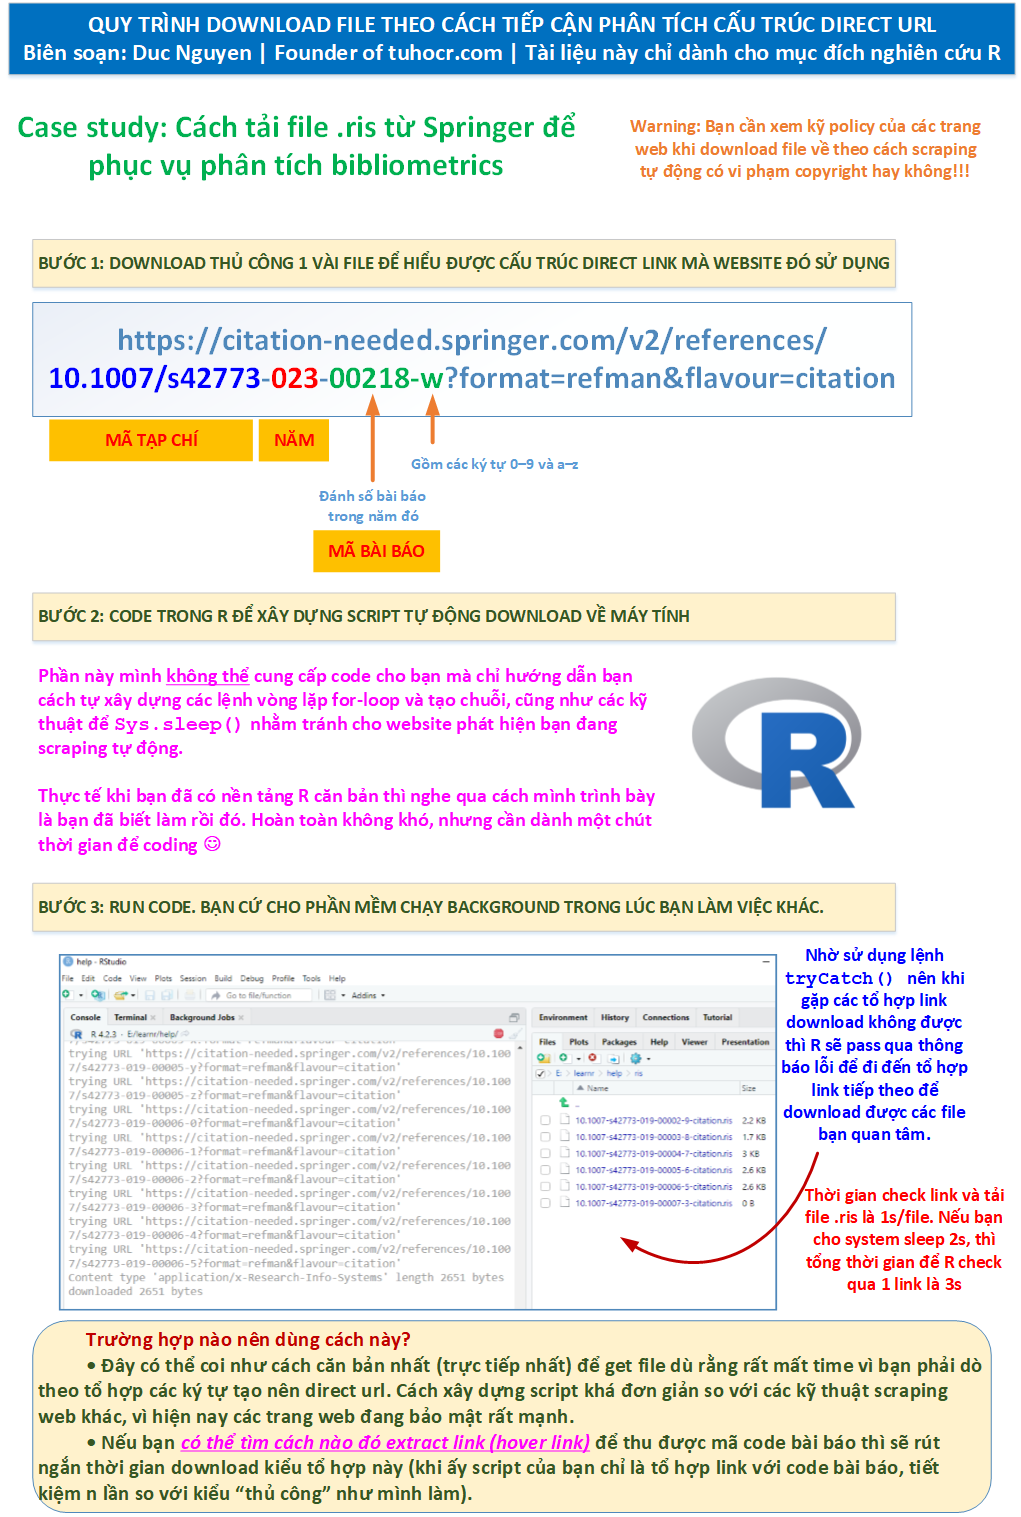 QUY TRÌNH DOWNLOAD FILE THEO CÁCH TIẾP CẬN PHÂN TÍCH CẤU TRÚC DIRECT URL
Biên soạn: Duc Nguyen | Founder of tuhocr.com | Tài liệu này chỉ dành cho mục đích nghiên cứu R
Case study: Cách tải file .ris từ Springer để
phục vụ phân tích bibliometrics
Warning: Bạn cần xem kỹ policy của các trang
web khi download file về theo cách scraping
tự động có vi phạm copyright hay không!!!
BƯỚC 1: DOWNLOAD THỦ CÔNG 1 VÀI FILE ĐỂ HIỂU ĐƯỢC CẤU TRÚC DIRECT LINK MÀ WEBSITE ĐÓ SỬ DỤNG
https://citation-needed.springer.com/v2/references/
10.1007/s42773-023-00218-w?format=refman&flavour=citation
MÃ TẠP CHÍ
NĂM
Gồm các ký tự 0–9 và a–z
Đánh số bài báo
trong năm đó
MÃ BÀI BÁO
BƯỚC 2: CODE TRONG R ĐỂ XÂY DỰNG SCRIPT TỰ ĐỘNG DOWNLOAD VỀ MÁY TÍNH
Phần này mình không thể cung cấp code cho bạn mà chỉ hướng dẫn bạn
cách tự xây dựng các lệnh vòng lặp for-loop và tạo chuỗi, cũng như các kỹ
thuật để Sys.sleep() nhằm tránh cho website phát hiện bạn đang
scraping tự động.
Thực tế khi bạn đã có nền tảng R căn bản thì nghe qua cách mình trình bày
là bạn đã biết làm rồi đó. Hoàn toàn không khó, nhưng cần dành một chút
thời gian để coding ☺
R
BƯỚC 3: RUN CODE. BẠN CỨ CHO PHẦN MỀM CHẠY BACKGROUND TRONG LÚC BẠN LÀM VIỆC KHÁC.
help - RStudio
File Edit Code View Plots Session Build Debug Profile Tools Help
Go to file/function Addins
Console Terminal Background Jobs
R 4.2.3 · E:/learnr/help/
trying URL 'https://citation-needed.springer.com/v2/references/10.100
7/s42773-019-00005-y?format=refman&flavour=citation'
trying URL 'https://citation-needed.springer.com/v2/references/10.100
7/s42773-019-00005-z?format=refman&flavour=citation'
trying URL 'https://citation-needed.springer.com/v2/references/10.100
7/s42773-019-00006-0?format=refman&flavour=citation'
trying URL 'https://citation-needed.springer.com/v2/references/10.100
7/s42773-019-00006-1?format=refman&flavour=citation'
trying URL 'https://citation-needed.springer.com/v2/references/10.100
7/s42773-019-00006-2?format=refman&flavour=citation'
trying URL 'https://citation-needed.springer.com/v2/references/10.100
7/s42773-019-00006-3?format=refman&flavour=citation'
trying URL 'https://citation-needed.springer.com/v2/references/10.100
7/s42773-019-00006-4?format=refman&flavour=citation'
trying URL 'https://citation-needed.springer.com/v2/references/10.100
7/s42773-019-00006-5?format=refman&flavour=citation'
Content type 'application/x-Research-Info-Systems' length 2651 bytes
downloaded 2651 bytes
Environment History Connections Tutorial
Files Plots Packages Help Viewer Presentation
E: learnr help ris
Name Size
..
10.1007-s42773-019-00002-9-citation.ris 2.2 KB
10.1007-s42773-019-00003-8-citation.ris 1.7 KB
10.1007-s42773-019-00004-7-citation.ris 3 KB
10.1007-s42773-019-00005-6-citation.ris 2.6 KB
10.1007-s42773-019-00006-5-citation.ris 2.6 KB
10.1007-s42773-019-00007-3-citation.ris 0 B
Nhờ sử dụng lệnh
tryCatch() nên khi
gặp các tổ hợp link
download không được
thì R sẽ pass qua thông
báo lỗi để đi đến tổ hợp
link tiếp theo để
download được các file
bạn quan tâm.
Thời gian check link và tải
file .ris là 1s/file. Nếu bạn
cho system sleep 2s, thì
tổng thời gian để R check
qua 1 link là 3s
Trường hợp nào nên dùng cách này?
• Đây có thể coi như cách căn bản nhất (trực tiếp nhất) để get file dù rằng rất mất time vì bạn phải dò
theo tổ hợp các ký tự tạo nên direct url. Cách xây dựng script khá đơn giản so với các kỹ thuật scraping
web khác, vì hiện nay các trang web đang bảo mật rất mạnh.
• Nếu bạn có thể tìm cách nào đó extract link (hover link) để thu được mã code bài báo thì sẽ rút
ngắn thời gian download kiểu tổ hợp này (khi ấy script của bạn chỉ là tổ hợp link với code bài báo, tiết
kiệm n lần so với kiểu “thủ công” như mình làm).